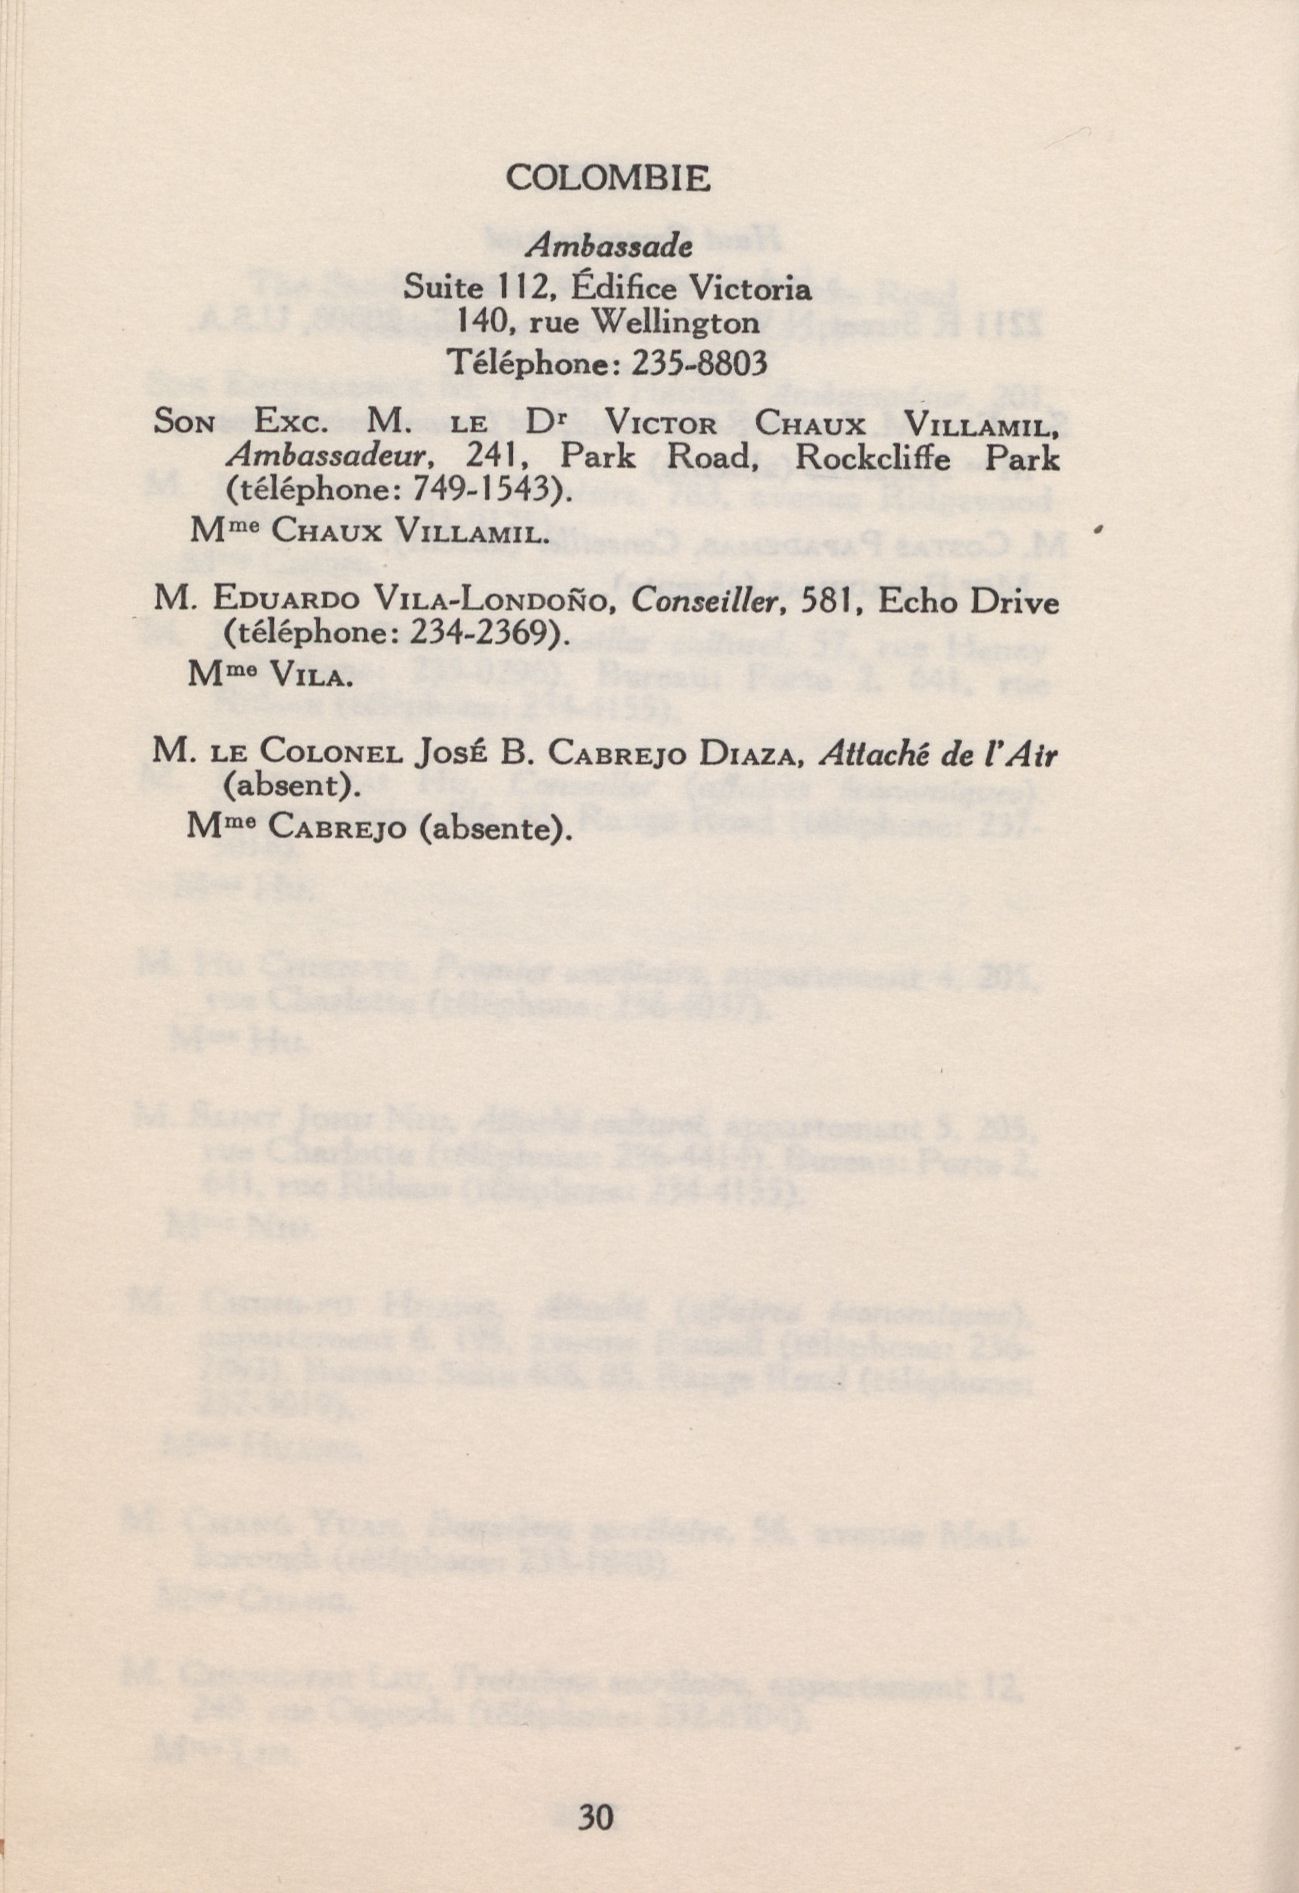 COLOMBIE
Ambassade
Suite 112, Édifice Victoria
140, rue Wellington
Téléphone: 235-8803
Son Exc. M. le Dr Victor Chaux Villamil,
Ambassadeur, 241, Park Road, Rockcliffe Park
(téléphone: 749-1543).
Mme Chaux Villamil.
M. Eduardo Vila-Londoño, Conseiller, 581, Echo Drive
(téléphone: 234-2369).
Mme Vila.
M. le Colonel José B. Cabrejo Diaza, Attaché de l'Air
(absent).
Mme Cabrejo (absente).
30